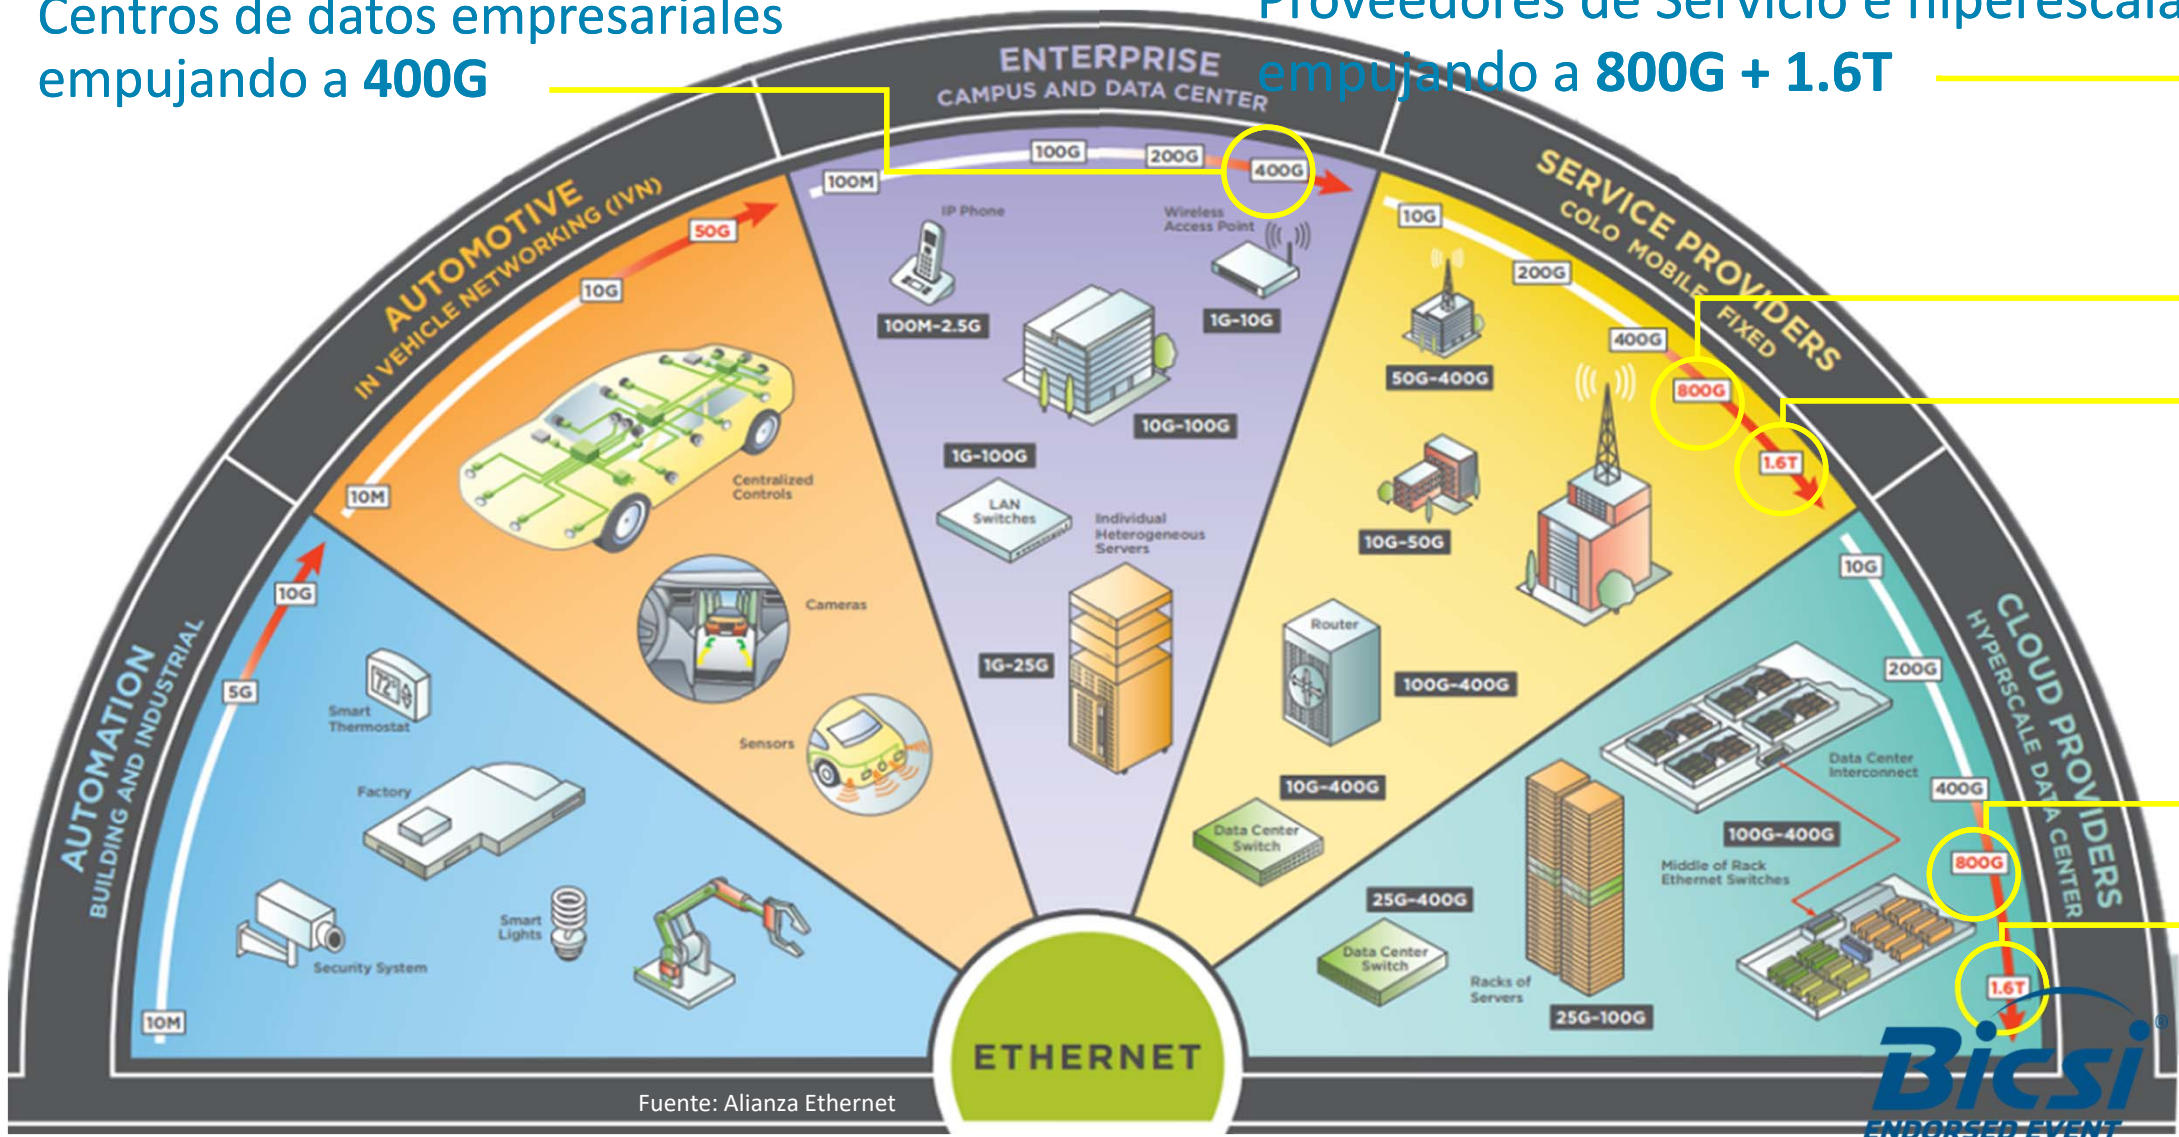 Centros de datos empresariales
empujando a 400G
Proveedores de Servicio e hiperescala
empujando a 800G + 1.6T
ENTERPRISE
CAMPUS AND DATA CENTER
100M
100G
200G
400G
IP Phone
100M-2.5G
Wireless
Access Point
1G-10G
10G-100G
1G-100G
LAN
Switches
Individual
Heterogeneous
Servers
1G-25G
AUTOMOTIVE
IN VEHICLE NETWORKING (IVN)
10M
10G
50G
Centralized
Controls
Cameras
Sensors
AUTOMATION
BUILDING AND INDUSTRIAL
10M
5G
10G
Smart
Thermostat
72°
Factory
Security System
Smart
Lights
SERVICE PROVIDERS
COLO MOBILE FIXED
10G
200G
400G
800G
1.6T
50G-400G
10G-50G
Router
100G-400G
10G-400G
Data Center
Switch
CLOUD PROVIDERS
HYPERSCALE DATA CENTER
10G
200G
400G
800G
1.6T
Data Center
Interconnect
100G-400G
Middle of Rack
Ethernet Switches
25G-400G
Data Center
Switch
Racks of
Servers
25G-100G
ETHERNET
Fuente: Alianza Ethernet
Bicsi®
ENDORSED EVENT